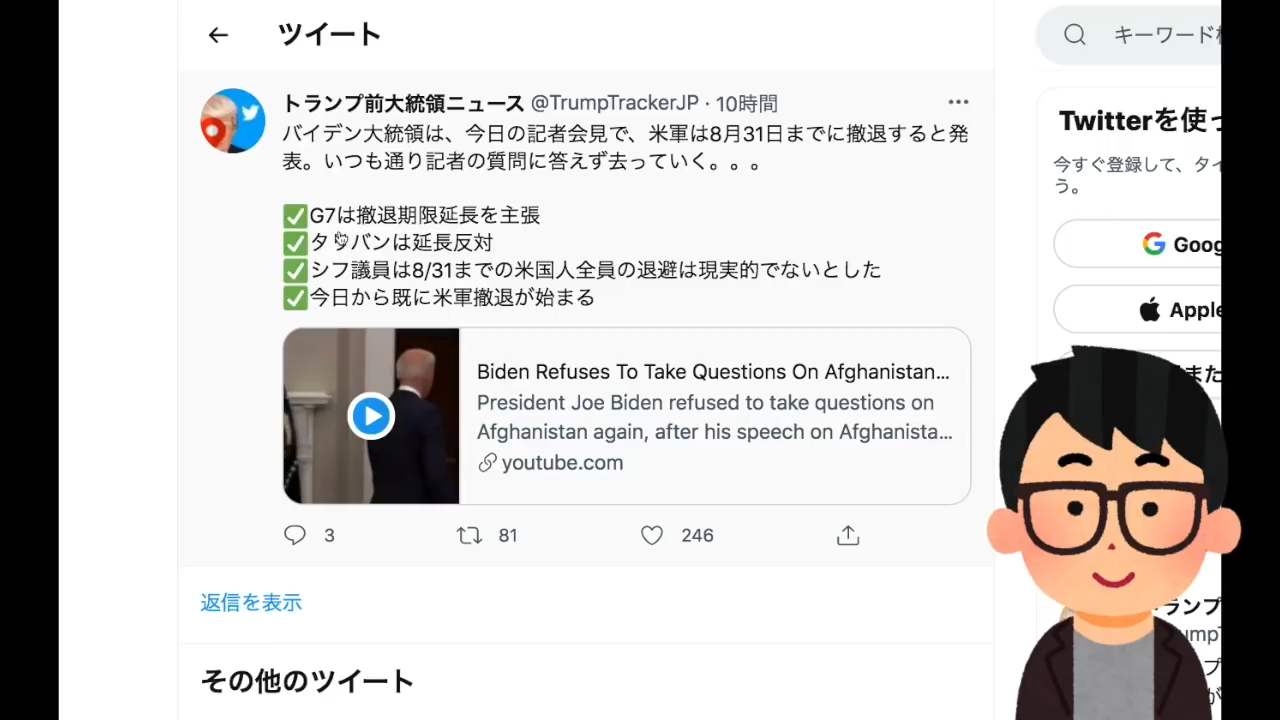 ツイート
キーワード
トランプ前大統領ニュース @TrumpTrackerJP · 10時間
バイデン大統領は、今日の記者会見で、米軍は8月31日までに撤退すると発
表。いつも通り記者の質問に答えず去っていく。。。
✅G7は撤退期限延長を主張
✅タリバンは延長反対
✅シフ議員は8/31までの米国人全員の退避は現実的でないとした
✅今日から既に米軍撤退が始まる
Biden Refuses To Take Questions On Afghanistan...
President Joe Biden refused to take questions on
Afghanistan again, after his speech on Afghanista...
youtube.com
3 81 246
返信を表示
その他のツイート
Twitterを使っ
今すぐ登録して、タイ
う。
Goog
Apple
また
ランプ
ump
プ
が